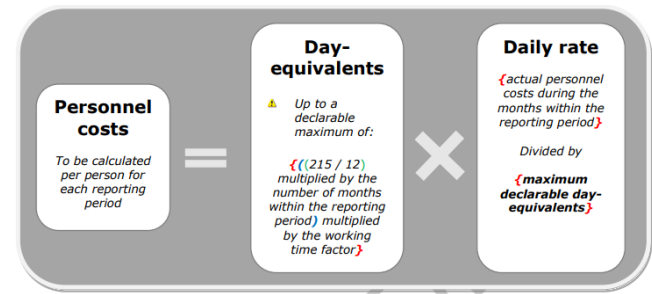 Personnel
costs
To be calculated
per person for
each reporting
period
=
Day-
equivalents
Up to a
declarable
maximum of:
{((215 / 12)
multiplied by the
number of months
within the reporting
period) multiplied
by the working
time factor}
×
Daily rate
{actual personnel
costs during the
months within the
reporting period}
Divided by
{maximum
declarable day-
equivalents}